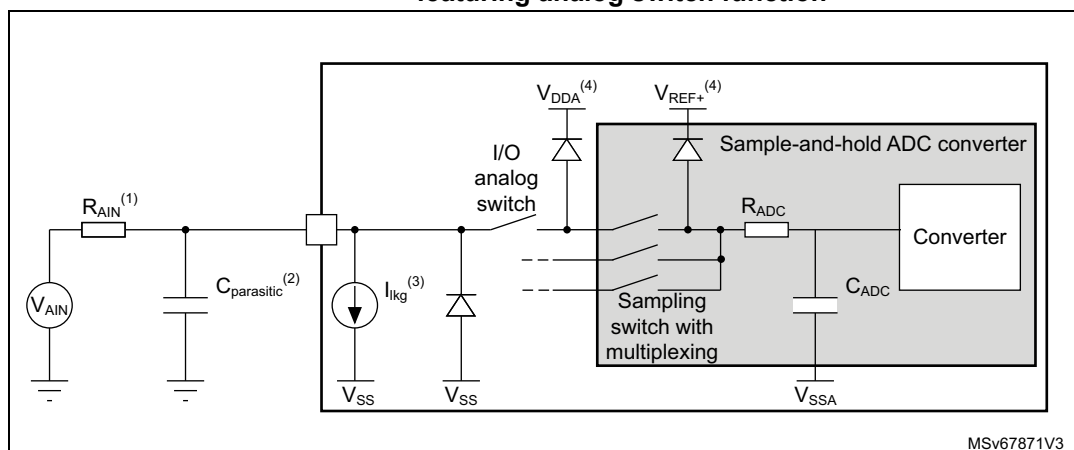 featuring analog switch function
V_DDA^(4)
V_REF+^(4)
Sample-and-hold ADC converter
I/O
analog
switch
R_AIN^(1)
R_ADC
Converter
V_AIN
C_parasitic^(2)
I_lkg^(3)
C_ADC
Sampling
switch with
multiplexing
V_SS
V_SS
V_SSA
MSv67871V3